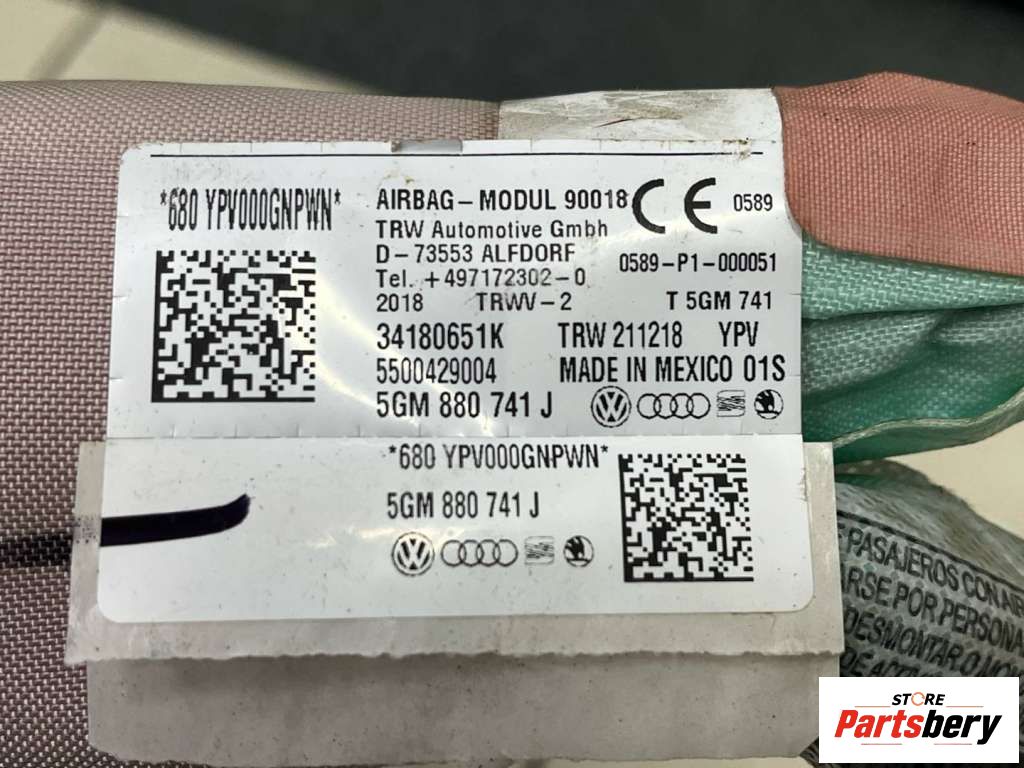 *680 YPV000GNPWN*
AIRBAG-MODUL 90018
CE 0589
TRW Automotive Gmbh
D-73553 ALFDORF
0589-P1-000051
Tel. +497172302-0
2018 TRWV-2 T 5GM 741
34180651K TRW 211218 YPV
5500429004 MADE IN MEXICO 01S
5GM 880 741 J
*680 YPV000GNPWN*
5GM 880 741 J
PASAJEROS CON
POR
DESMONTAR O
STORE
Partsbery